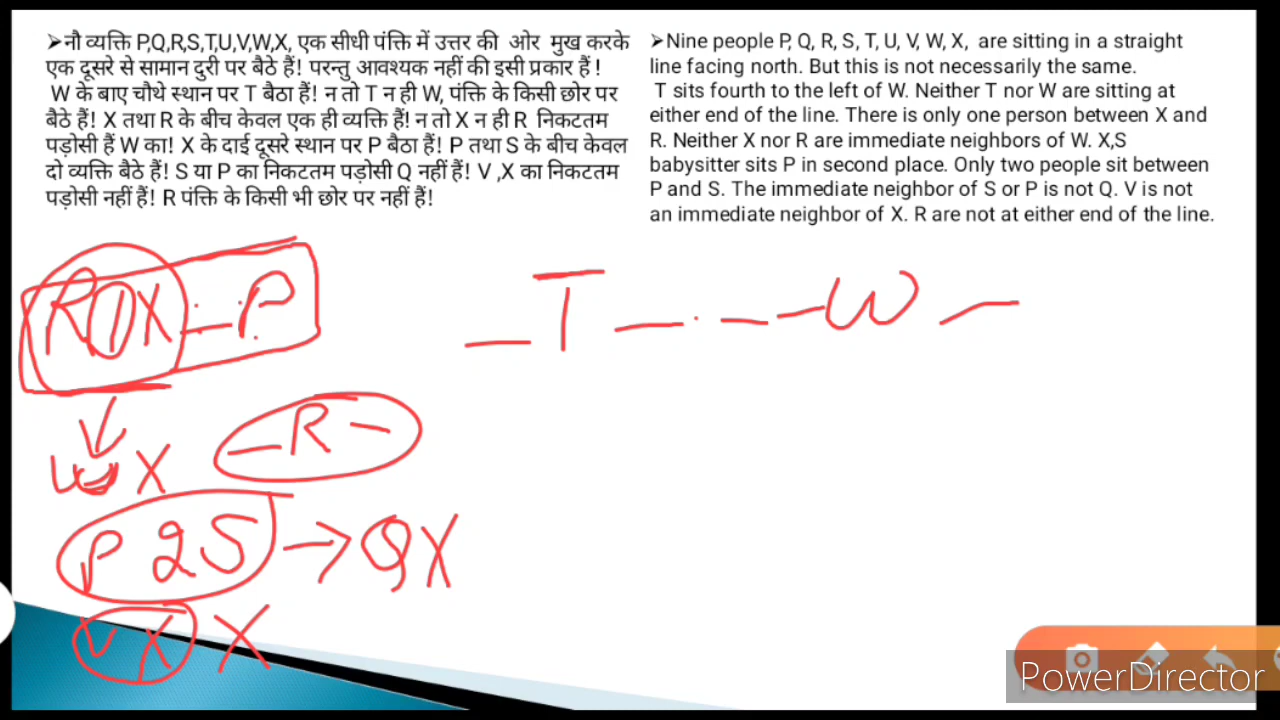 ➢नौ व्यक्ति P,Q,R,S,T,U,V,W,X, एक सीधी पंक्ति में उत्तर की ओर मुख करके
एक दूसरे से सामान दुरी पर बैठे हैं! परन्तु आवश्यक नहीं की इसी प्रकार हैं !
W के बाए चौथे स्थान पर T बैठा हैं! न तो T न ही W, पंक्ति के किसी छोर पर
बैठे हैं! X तथा R के बीच केवल एक ही व्यक्ति हैं! न तो X न ही R निकटतम
पड़ोसी हैं W का! X के दाई दूसरे स्थान पर P बैठा हैं! P तथा S के बीच केवल
दो व्यक्ति बैठे हैं! S या P का निकटतम पड़ोसी Q नहीं हैं! V ,X का निकटतम
पड़ोसी नहीं हैं! R पंक्ति के किसी भी छोर पर नहीं हैं!
➢Nine people P, Q, R, S, T, U, V, W, X, are sitting in a straight
line facing north. But this is not necessarily the same.
T sits fourth to the left of W. Neither T nor W are sitting at
either end of the line. There is only one person between X and
R. Neither X nor R are immediate neighbors of W. X,S
babysitter sits P in second place. Only two people sit between
P and S. The immediate neighbor of S or P is not Q. V is not
an immediate neighbor of X. R are not at either end of the line.
R 1 X _ P
_ T _ _ _ W _
W X
_ R _
P 2 S → Q X
V X X
PowerDirector